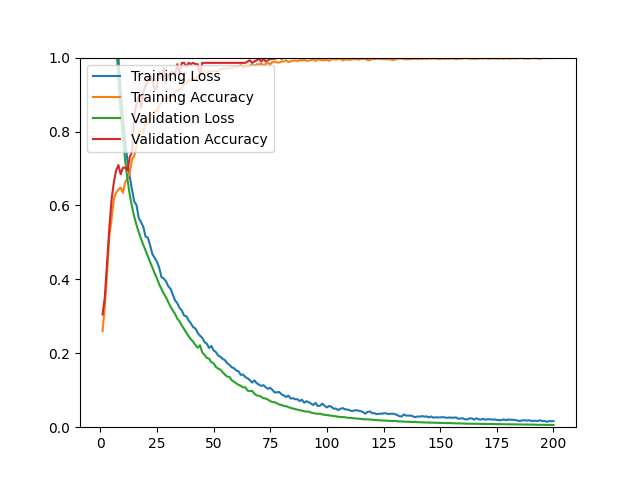 1.0
0.8
0.6
0.4
0.2
0.0
Training Loss
Training Accuracy
Validation Loss
Validation Accuracy
0 25 50 75 100 125 150 175 200